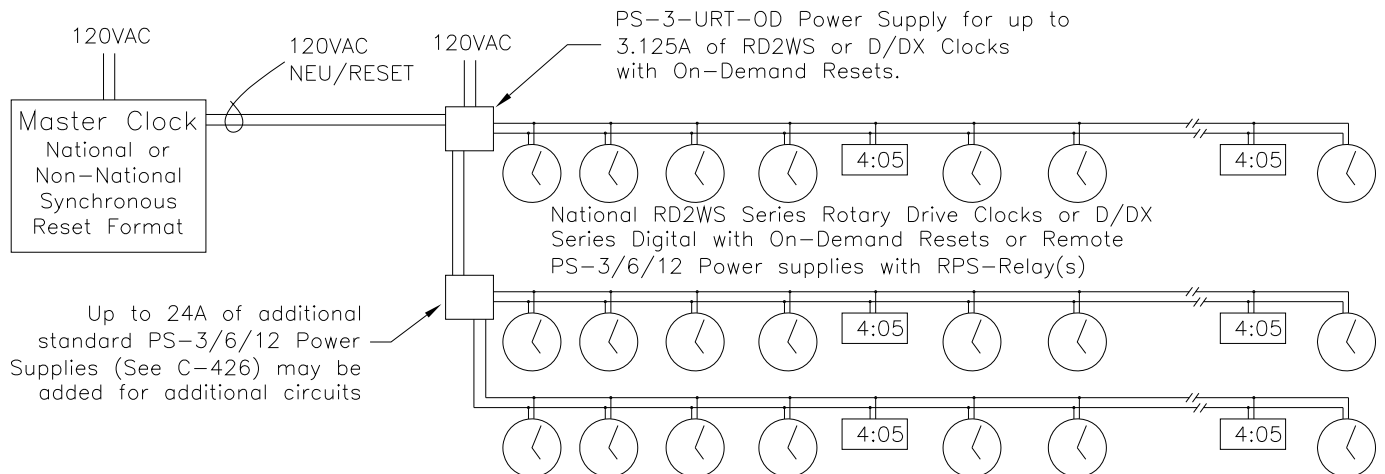 120VAC
120VAC
NEU/RESET
120VAC
PS-3-URT-OD Power Supply for up to
3.125A of RD2WS or D/DX Clocks
with On-Demand Resets.
Master Clock
National or
Non-National
Synchronous
Reset Format
4:05
4:05
National RD2WS Series Rotary Drive Clocks or D/DX
Series Digital with On-Demand Resets or Remote
PS-3/6/12 Power supplies with RPS-Relay(s)
Up to 24A of additional
standard PS-3/6/12 Power
Supplies (See C-426) may be
added for additional circuits
4:05
4:05
4:05
4:05